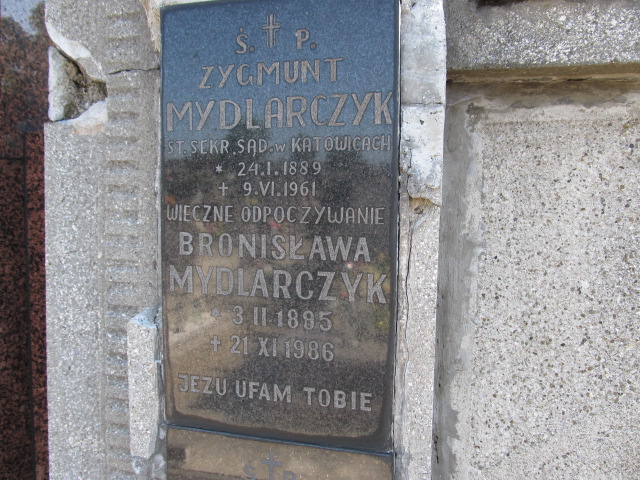 Ś. † P.
ZYGMUNT
MYDLARCZYK
ST. SEKR. SĄD. w KATOWICACH
* 24.I.1889
+ 9.VI.1961
WIECZNE ODPOCZYWANIE
BRONISŁAWA
MYDLARCZYK
* 3 II 1895
+ 21 XI 1986
JEZU UFAM TOBIE
Ś † P